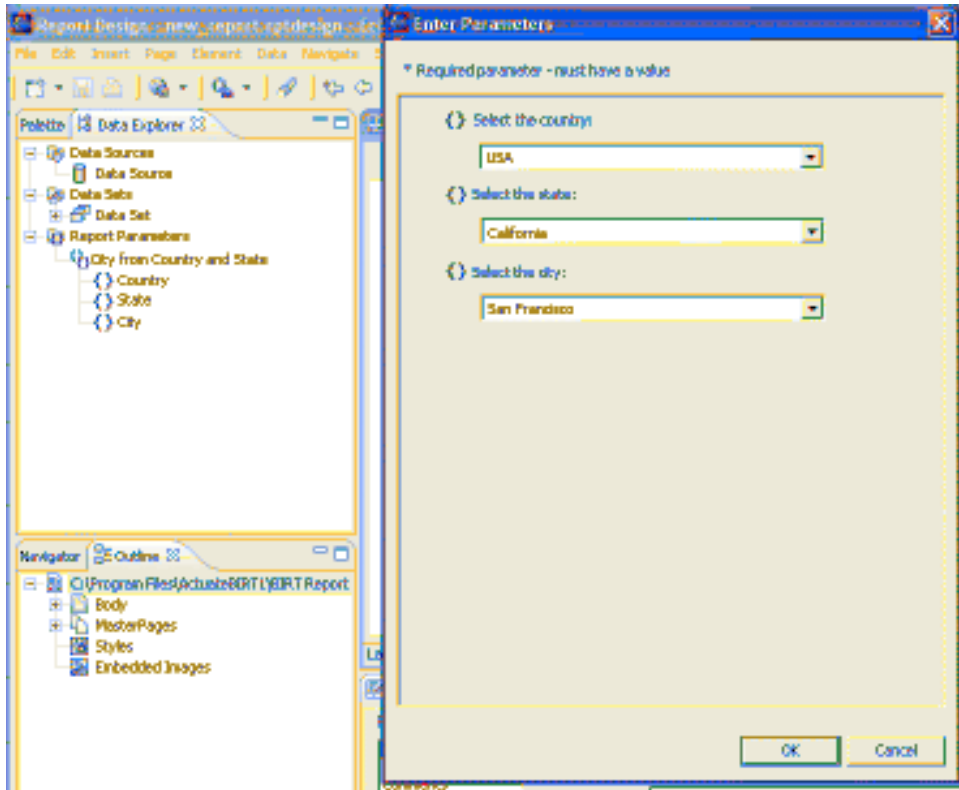 Report Design - new_report.rptdesign
File Edit Insert Page Element Data Navigate
Palette Data Explorer
Data Sources
Data Source
Data Sets
Data Set
Report Parameters
City from Country and State
Country
State
City
Navigator Outline
C:\Program Files\ActuateBIRT\BIRT Report
Body
MasterPages
Styles
Embedded Images
Enter Parameters
* Required parameter - must have a value
Select the country:
USA
Select the state:
California
Select the city:
San Francisco
OK Cancel